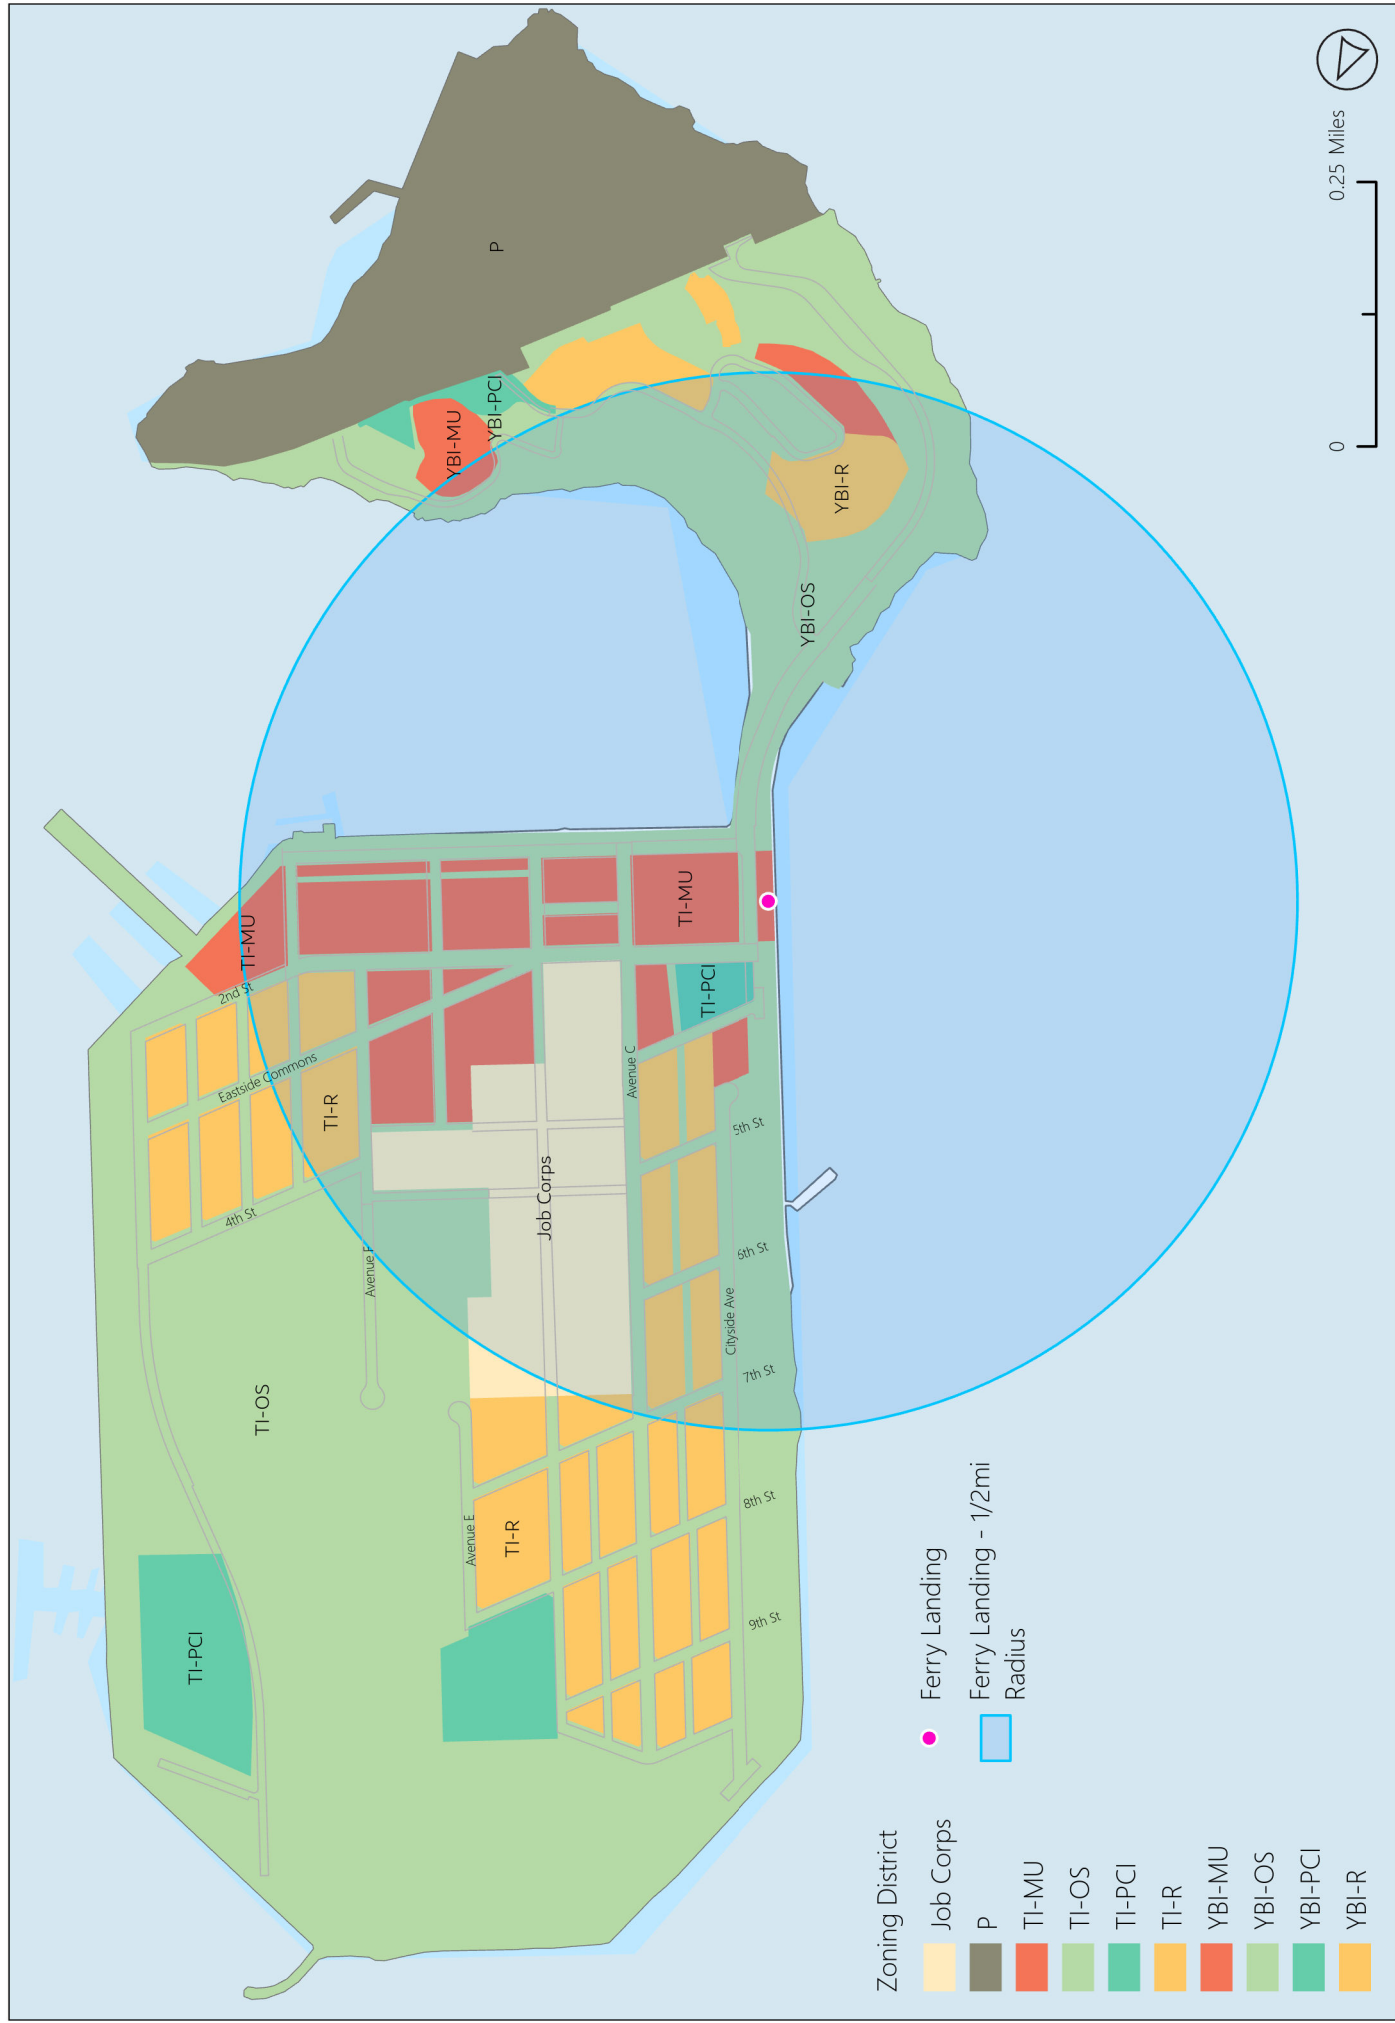 0.25 Miles
0
P
YBI-MU
YBI-PCI
YBI-R
YBI-OS
TI-MU
TI-MU
TI-PCI
2nd St
Eastside Commons
TI-R
4th St
Avenue C
5th St
Job Corps
Avenue F
6th St
Cityside Ave
7th St
TI-OS
8th St
Avenue E
TI-R
9th St
TI-PCI
Ferry Landing
Ferry Landing - 1/2mi
Radius
Zoning District
Job Corps
P
TI-MU
TI-OS
TI-PCI
TI-R
YBI-MU
YBI-OS
YBI-PCI
YBI-R